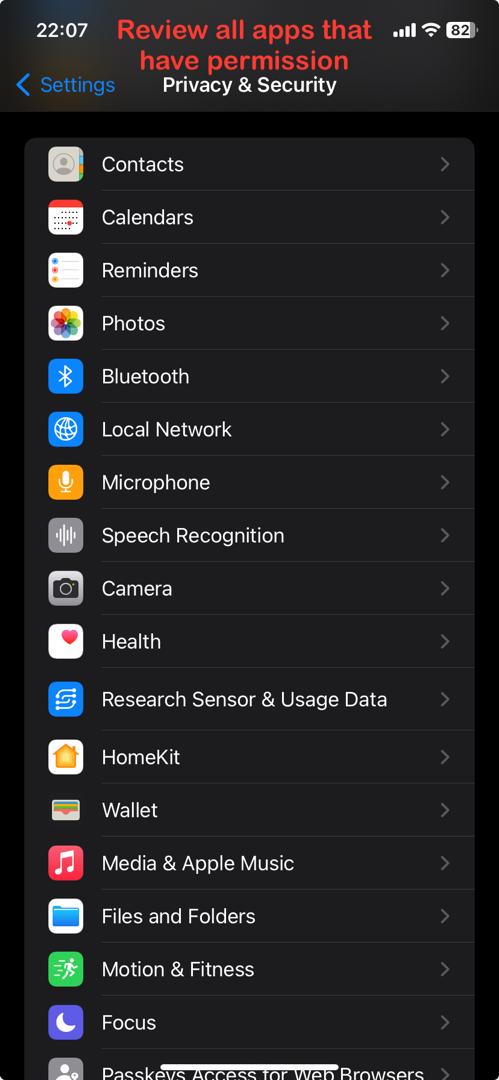 22:07
Review all apps that
have permission
82
Settings
Privacy & Security
Contacts
Calendars
Reminders
Photos
Bluetooth
Local Network
Microphone
Speech Recognition
Camera
Health
Research Sensor & Usage Data
HomeKit
Wallet
Media & Apple Music
Files and Folders
Motion & Fitness
Focus
Passkeys Access for Web Browsers